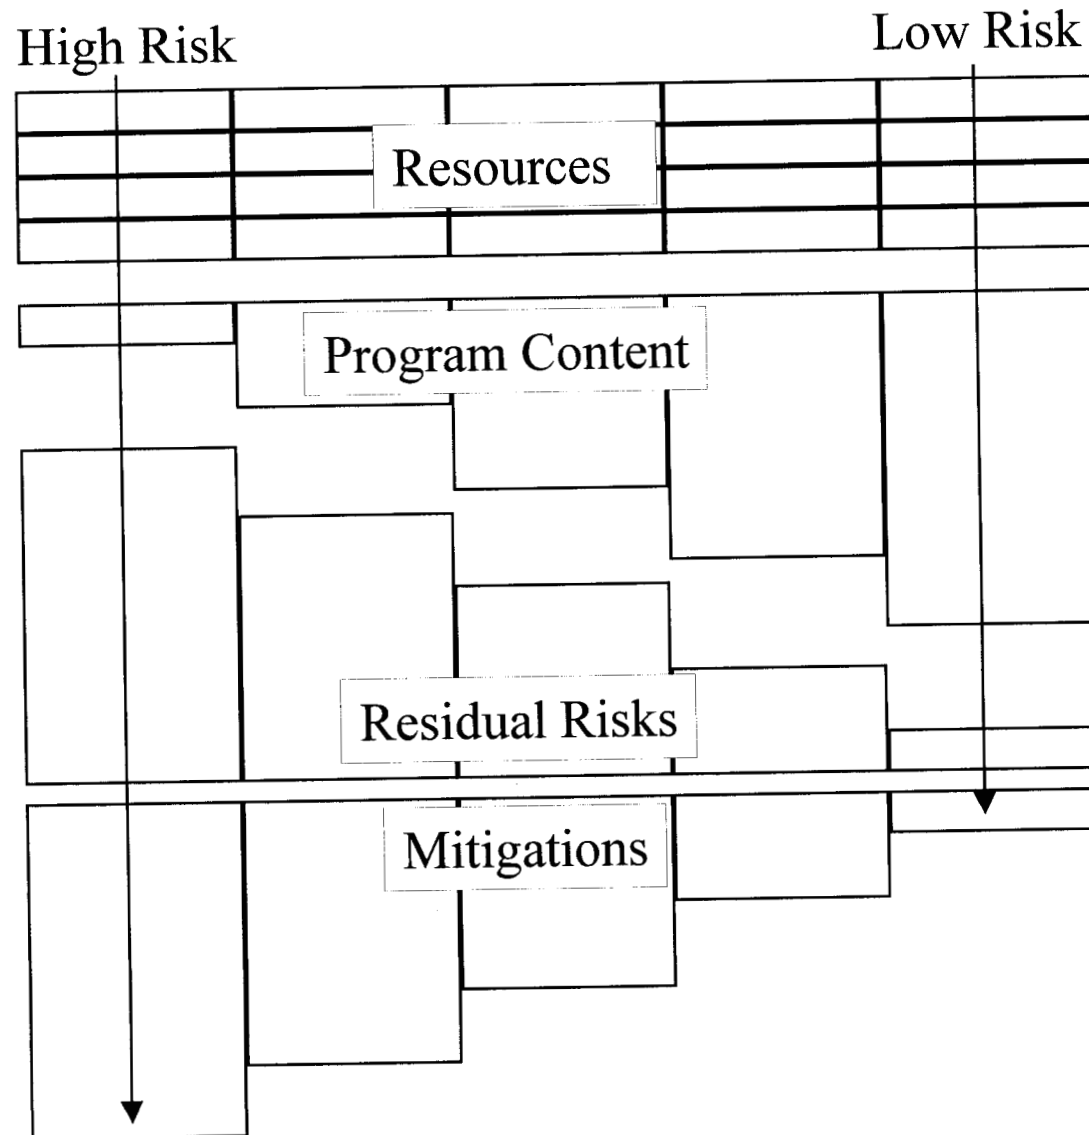 High Risk
Low Risk
Resources
Program Content
Residual Risks
Mitigations